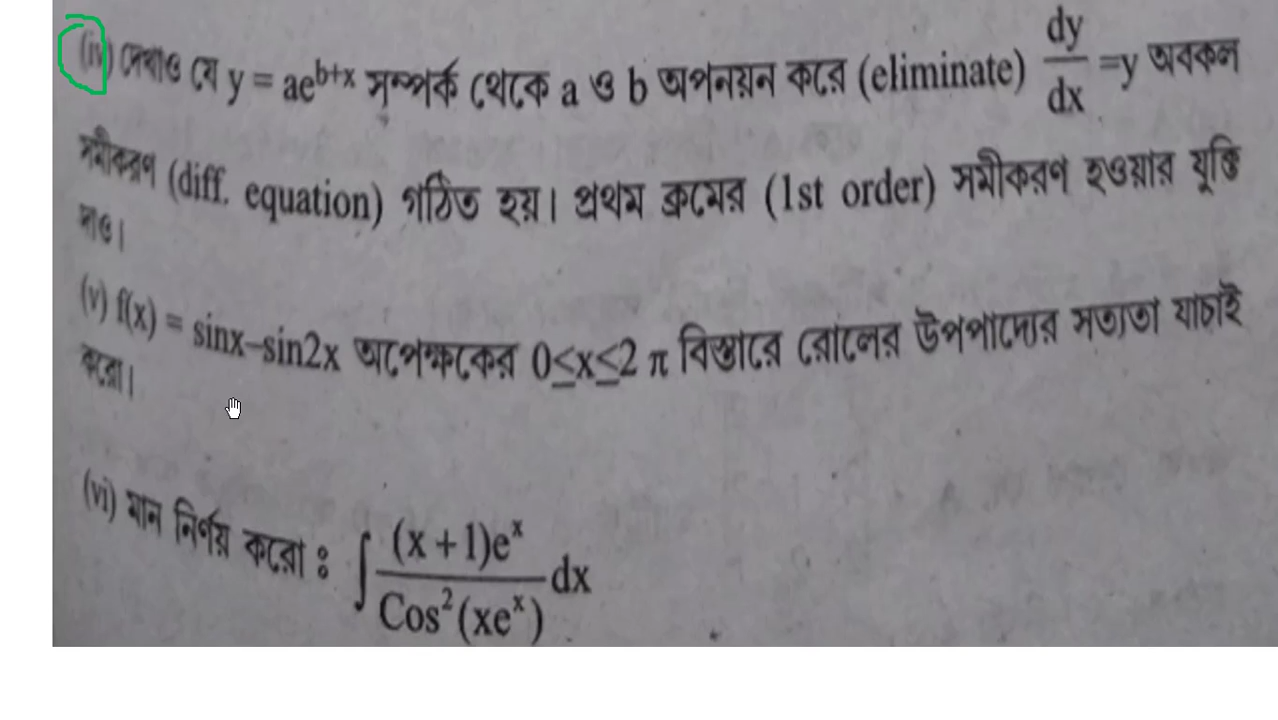 (iv) দেখাও যে y = ae^{b+x} সম্পর্ক থেকে a ও b অপনয়ন করে (eliminate) dy/dx =y অবকল
সমীকরণ (diff. equation) গঠিত হয়। প্রথম ক্রমের (1st order) সমীকরণ হওয়ার যুক্তি
দাও।
(v) f(x) = sinx–sin2x অপেক্ষকের 0≤x≤2 π বিস্তারে রোলের উপপাদ্যের সত্যতা যাচাই
করো।
(vi) মান নির্ণয় করো ঃ ∫ (x + 1)e^x / Cos²(xe^x) dx